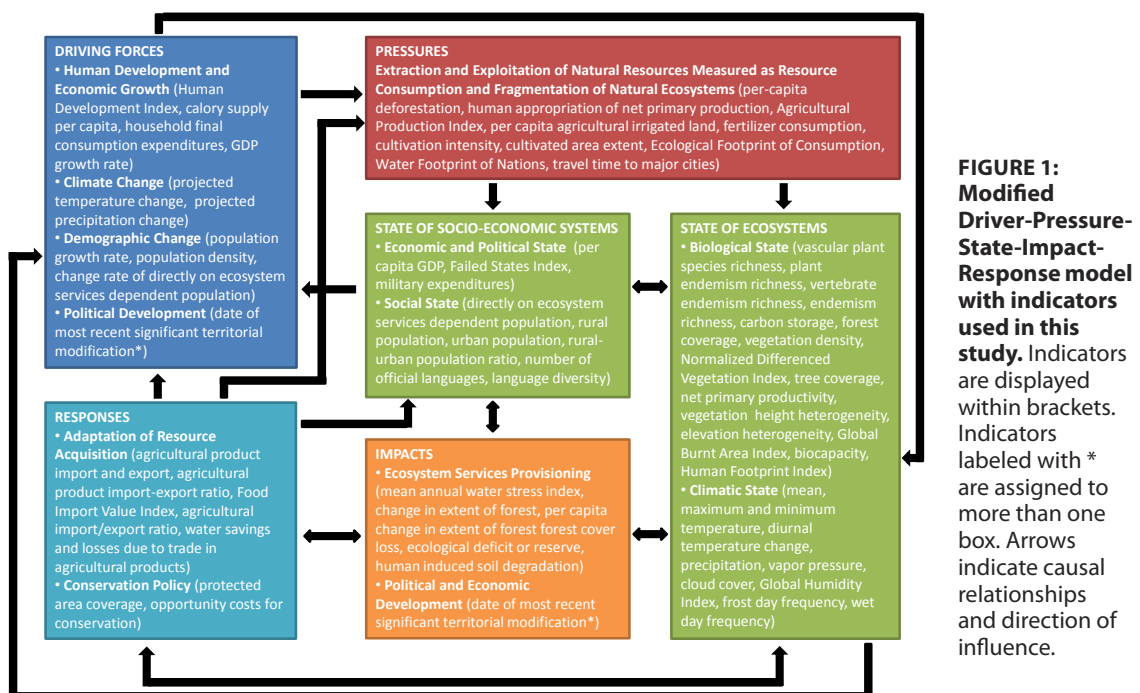 DRIVING FORCES
• Human Development and
Economic Growth (Human
Development Index, calory supply
per capita, household final
consumption expenditures, GDP
growth rate)
• Climate Change (projected
temperature change, projected
precipitation change)
• Demographic Change (population
growth rate, population density,
change rate of directly on ecosystem
services dependent population)
• Political Development (date of
most recent significant territorial
modification*)
PRESSURES
Extraction and Exploitation of Natural Resources Measured as Resource
Consumption and Fragmentation of Natural Ecosystems (per-capita
deforestation, human appropriation of net primary production, Agricultural
Production Index, per capita agricultural irrigated land, fertilizer consumption,
cultivation intensity, cultivated area extent, Ecological Footprint of Consumption,
Water Footprint of Nations, travel time to major cities)
STATE OF SOCIO-ECONOMIC SYSTEMS
• Economic and Political State (per
capita GDP, Failed States Index,
military expenditures)
• Social State (directly on ecosystem
services dependent population, rural
population, urban population, rural-
urban population ratio, number of
official languages, language diversity)
STATE OF ECOSYSTEMS
• Biological State (vascular plant
species richness, plant
endemism richness, vertebrate
endemism richness, endemism
richness, carbon storage, forest
coverage, vegetation density,
Normalized Differenced
Vegetation Index, tree coverage,
net primary productivity,
vegetation height heterogeneity,
elevation heterogeneity, Global
Burnt Area Index, biocapacity,
Human Footprint Index)
• Climatic State (mean,
maximum and minimum
temperature, diurnal
temperature change,
precipitation, vapor pressure,
cloud cover, Global Humidity
Index, frost day frequency, wet
day frequency)
RESPONSES
• Adaptation of Resource
Acquisition (agricultural product
import and export, agricultural
product import-export ratio, Food
Import Value Index, agricultural
import/export ratio, water savings
and losses due to trade in
agricultural products)
• Conservation Policy (protected
area coverage, opportunity costs for
conservation)
IMPACTS
• Ecosystem Services Provisioning
(mean annual water stress index,
change in extent of forest, per capita
change in extent of forest forest cover
loss, ecological deficit or reserve,
human induced soil degradation)
• Political and Economic
Development (date of most recent
significant territorial modification*)
FIGURE 1:
Modified
Driver-Pressure-
State-Impact-
Response model
with indicators
used in this
study. Indicators
are displayed
within brackets.
Indicators
labeled with *
are assigned to
more than one
box. Arrows
indicate causal
relationships
and direction of
influence.